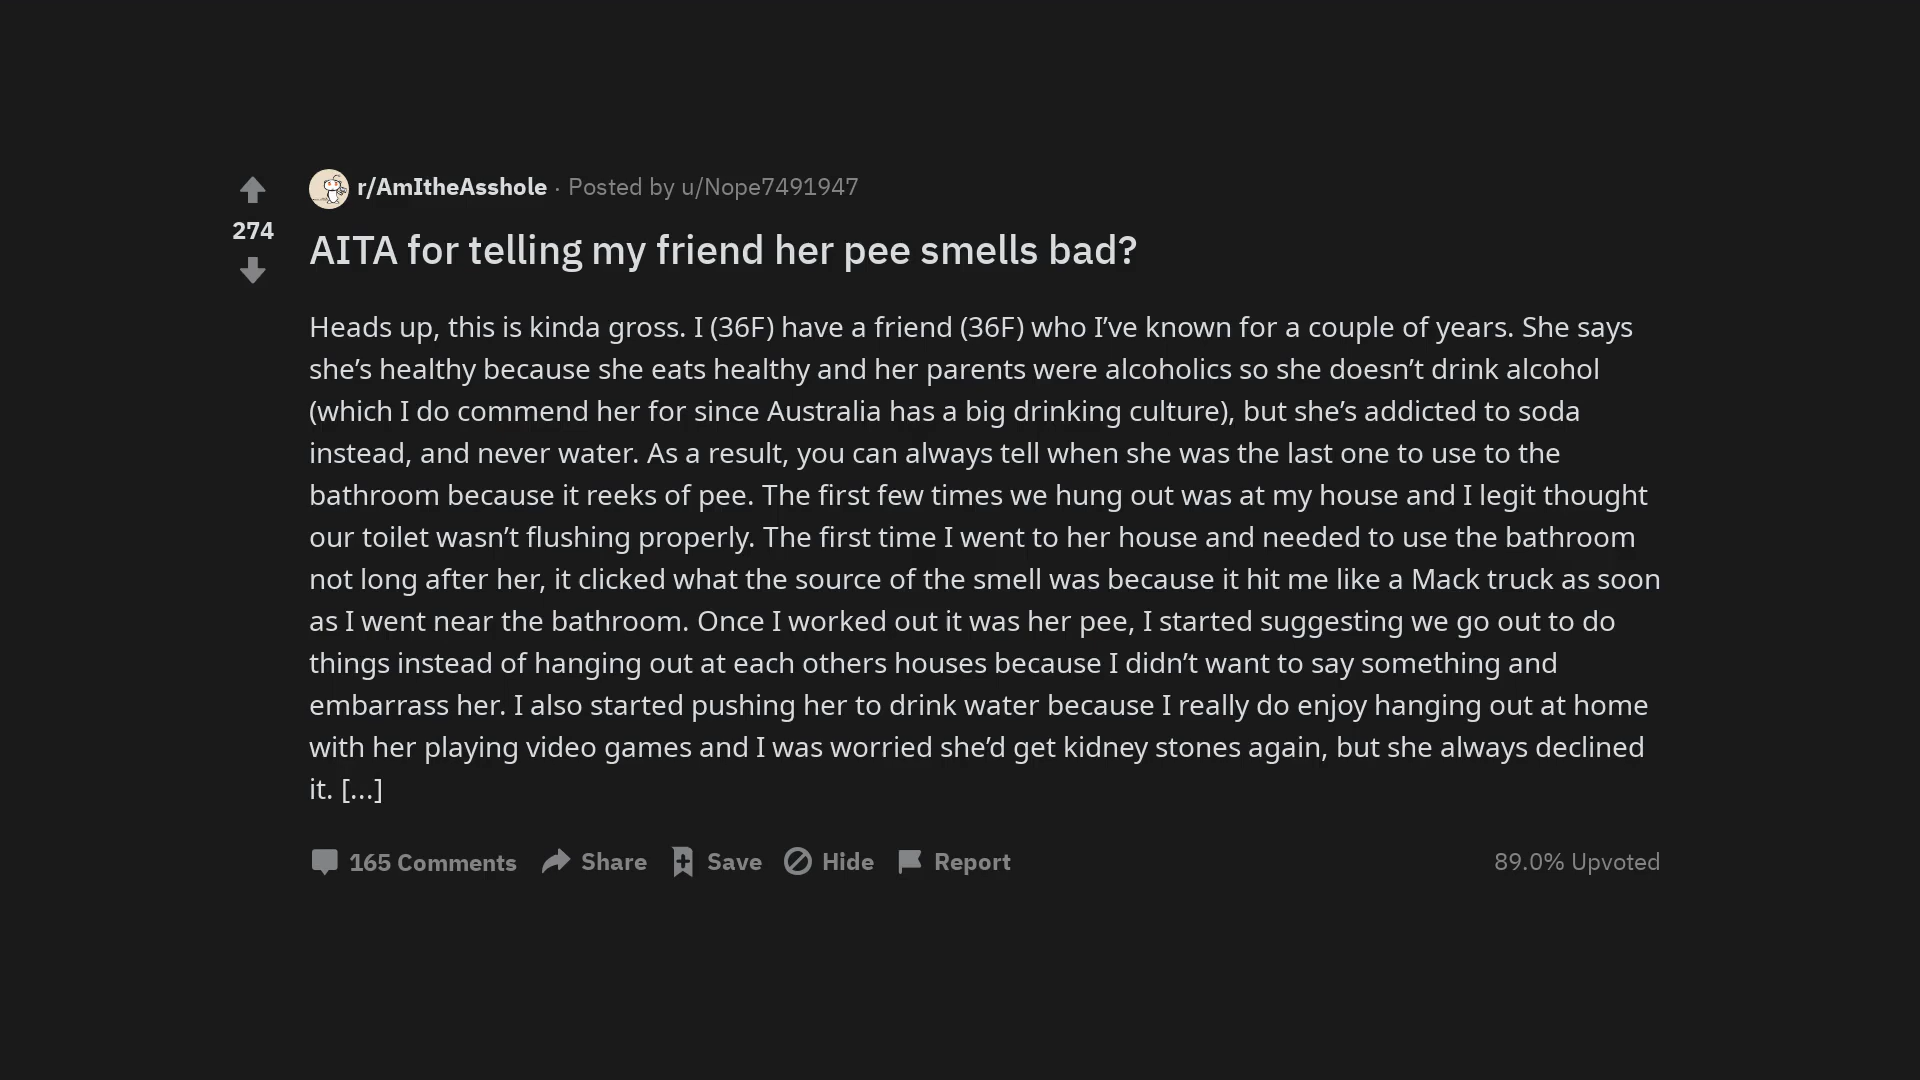 r/AmItheAsshole · Posted by u/Nope7491947
274
AITA for telling my friend her pee smells bad?
Heads up, this is kinda gross. I (36F) have a friend (36F) who I’ve known for a couple of years. She says
she’s healthy because she eats healthy and her parents were alcoholics so she doesn’t drink alcohol
(which I do commend her for since Australia has a big drinking culture), but she’s addicted to soda
instead, and never water. As a result, you can always tell when she was the last one to use to the
bathroom because it reeks of pee. The first few times we hung out was at my house and I legit thought
our toilet wasn’t flushing properly. The first time I went to her house and needed to use the bathroom
not long after her, it clicked what the source of the smell was because it hit me like a Mack truck as soon
as I went near the bathroom. Once I worked out it was her pee, I started suggesting we go out to do
things instead of hanging out at each others houses because I didn’t want to say something and
embarrass her. I also started pushing her to drink water because I really do enjoy hanging out at home
with her playing video games and I was worried she’d get kidney stones again, but she always declined
it. [...]
165 Comments Share Save Hide Report 89.0% Upvoted